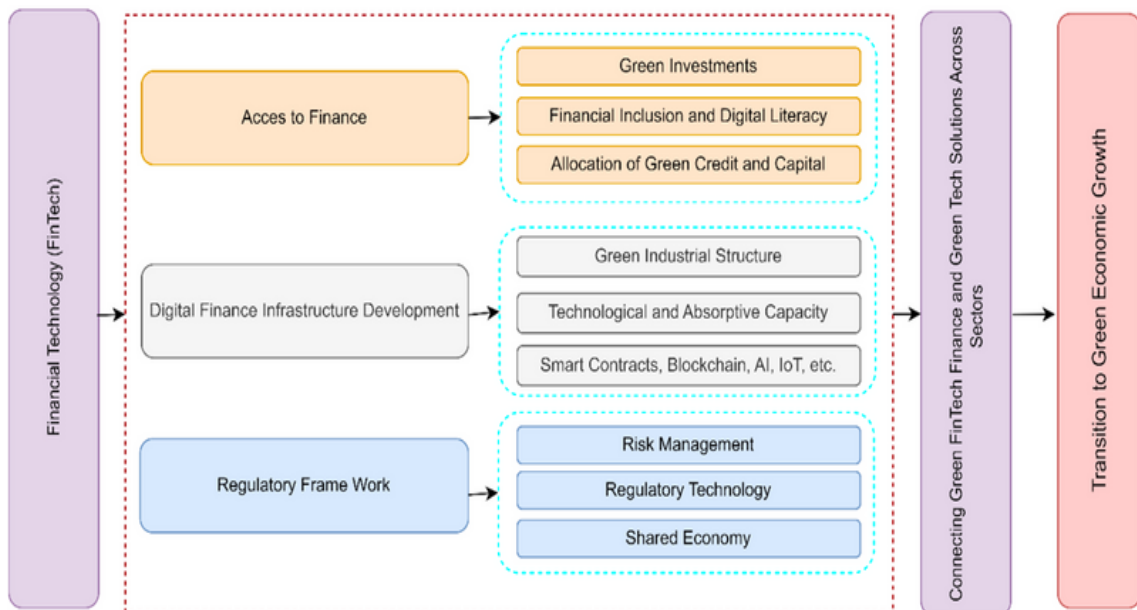 Financial Technology (FinTech)
Acces to Finance
Green Investments
Financial Inclusion and Digital Literacy
Allocation of Green Credit and Capital
Digital Finance Infrastructure Development
Green Industrial Structure
Technological and Absorptive Capacity
Smart Contracts, Blockchain, AI, IoT, etc.
Regulatory Frame Work
Risk Management
Regulatory Technology
Shared Economy
Connecting Green FinTech Finance and Green Tech Solutions Across
Sectors
Transition to Green Economic Growth